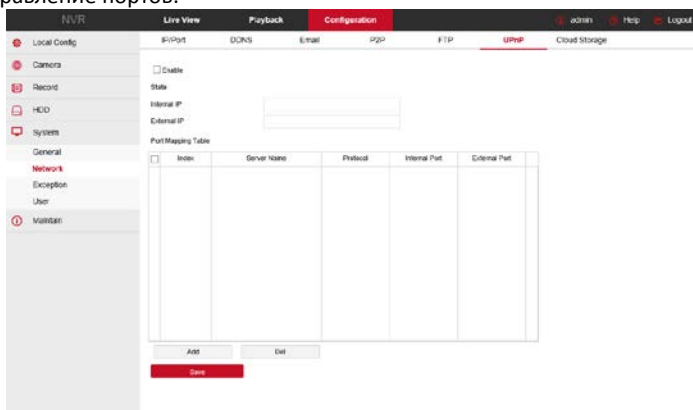 равление портов.
NVR Live View Playback Configuration admin Help Logout
Local Config IP/Port DDNS Email P2P FTP UPnP Cloud Storage
Camera
Enable
Record
State
Internal IP
HDD
External IP
System
Port Mapping Table
General
Index Server Name Protocol Internal Port External Port
Network
Exception
User
Maintain
Add Del
Save